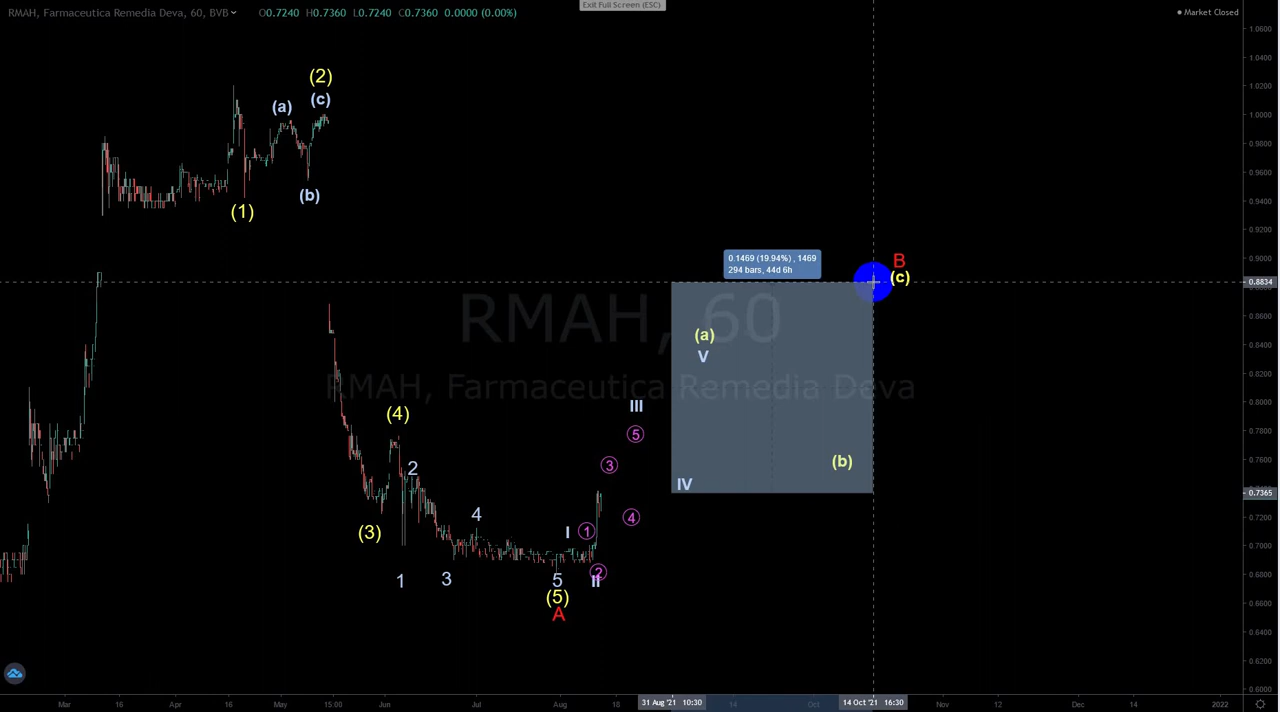 RMAH, Farmaceutica Remedia Deva, 60, BVB O0.7240 H0.7360 L0.7240 C0.7360 0.0000 (0.00%)
Exit Full Screen (ESC)
Market Closed
RMAH, 60
RMAH, Farmaceutica Remedia Deva
(2)
(a)
(c)
(b)
(1)
0.1469 (19.94%) , 1469
294 bars, 44d 6h
B
(c)
(a)
V
III
(4)
5
2
3
(b)
IV
4
4
(3)
I
1
2
1
3
5
II
(5)
A
1.0600
1.0400
1.0200
1.0000
0.9800
0.9600
0.9400
0.9200
0.9000
0.8834
0.8600
0.8400
0.8200
0.8000
0.7800
0.7600
0.7365
0.7200
0.7000
0.6800
0.6600
0.6400
0.6200
0.6000
Mar 16 Apr 16 May 15:00 Jun 14 Jul 14 Aug 18 31 Aug '21 10:30 14 Oct 14 Oct '21 16:30 Nov 12 Dec 14 2022